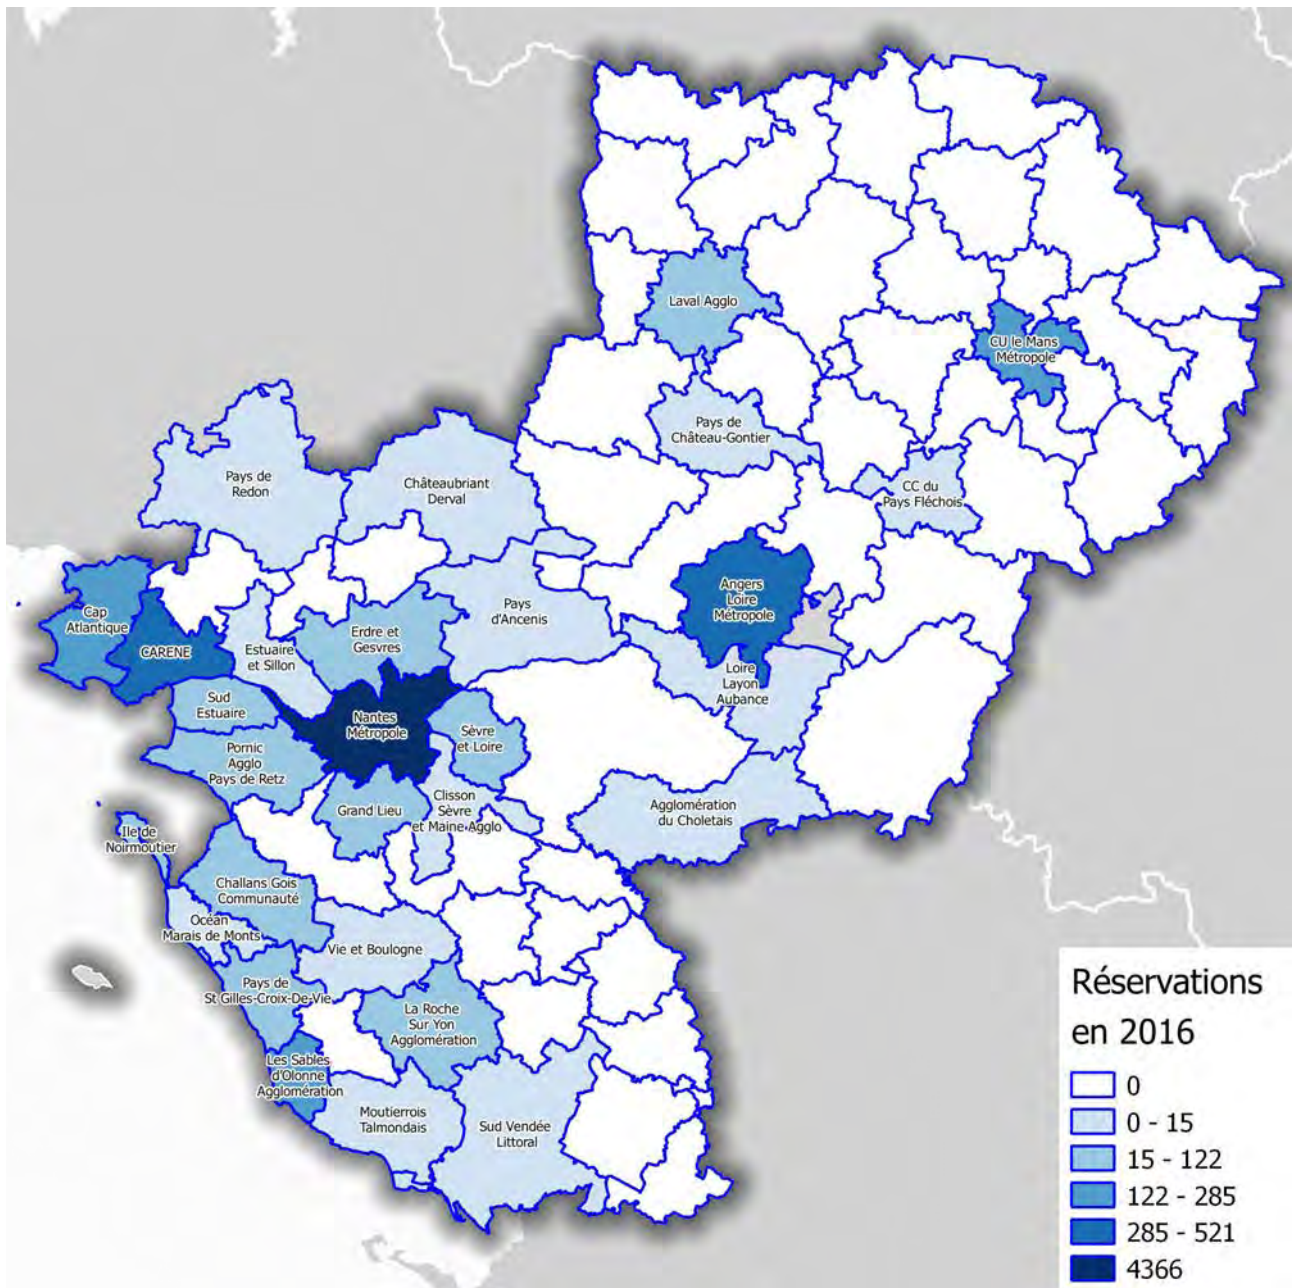 Laval Agglo
CU le Mans
Métropole
Pays de
Château-Gontier
Pays de
Redon
Châteaubriant
Derval
CC du
Pays Fléchois
Angers
Loire
Métropole
Cap
Atlantique
CARENE
Estuaire
et Sillon
Erdre et
Gesvres
Pays
d'Ancenis
Loire
Layon
Aubance
Sud
Estuaire
Nantes
Métropole
Sèvre
et Loire
Pornic
Agglo
Pays de Retz
Grand Lieu
Clisson
Sèvre
et Maine Agglo
Agglomération
du Choletais
Ile de
Noirmoutier
Challans Gois
Communauté
Océan
Marais de Monts
Vie et Boulogne
Pays de
St Gilles-Croix-De-Vie
La Roche
Sur Yon
Agglomération
Les Sables
d'Olonne
Agglomération
Moutierrois
Talmondais
Sud Vendée
Littoral
Réservations
en 2016
0
0 - 15
15 - 122
122 - 285
285 - 521
4366